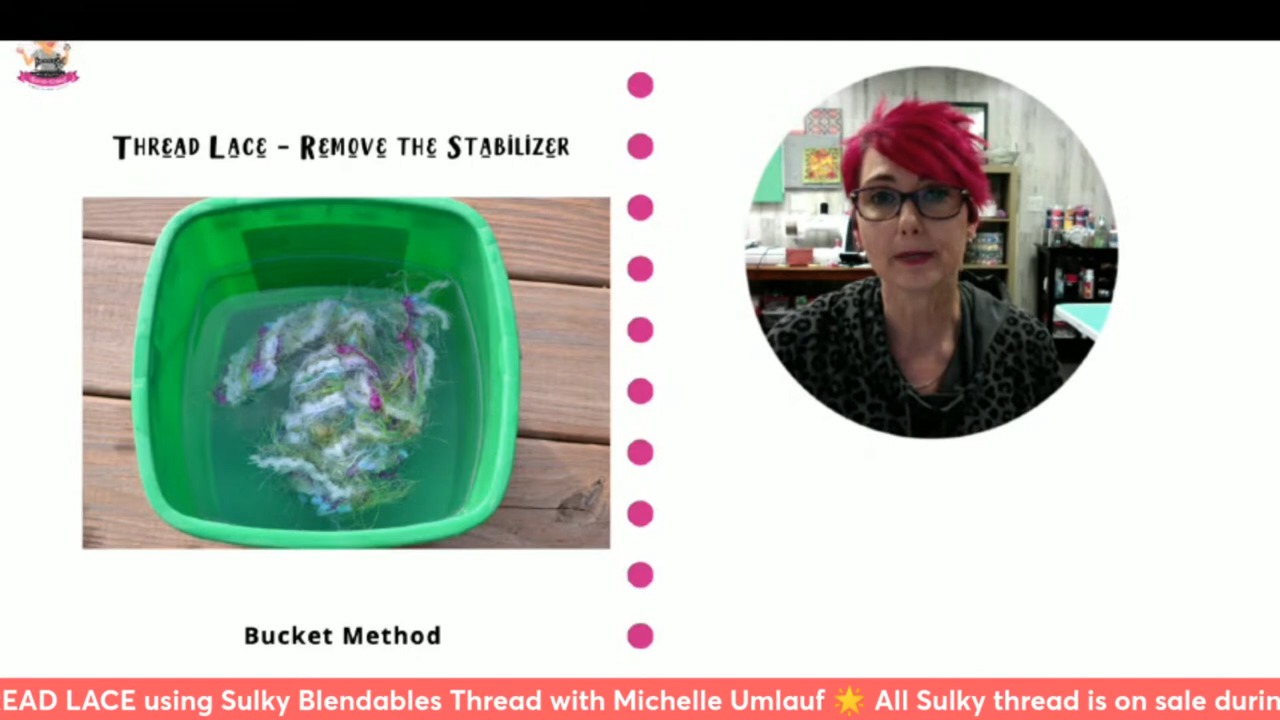 Thread Lace - Remove the Stabilizer
Bucket Method
EAD LACE using Sulky Blendables Thread with Michelle Umlauf 🌟 All Sulky thread is on sale durin